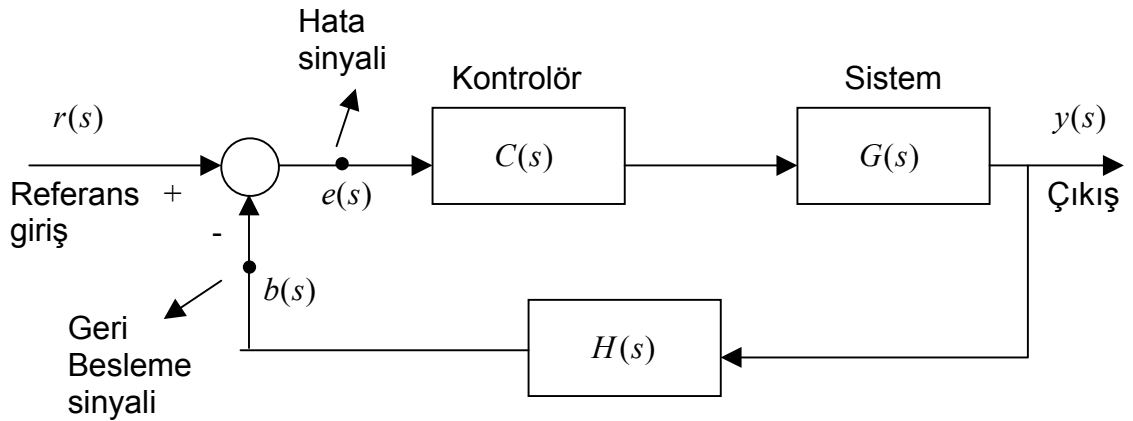 Hata
sinyali
Kontrolör
Sistem
r(s)
y(s)
C(s)
G(s)
Referans +
giriş
e(s)
Çıkış
-
b(s)
Geri
Besleme
sinyali
H(s)